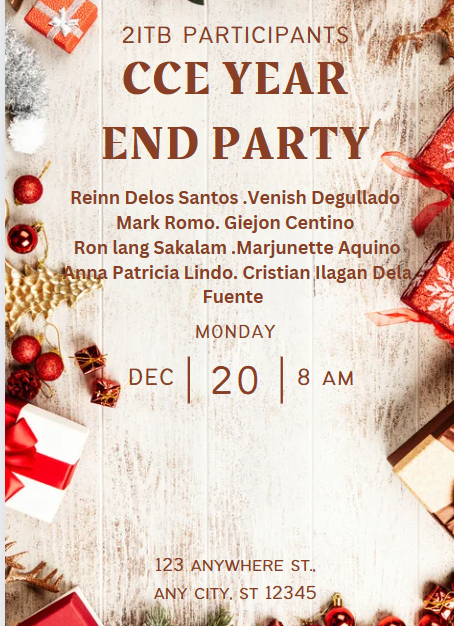 2ITB PARTICIPANTS
CCE YEAR
END PARTY
Reinn Delos Santos .Venish Degullado
Mark Romo. Giejon Centino
Ron lang Sakalam .Marjunette Aquino
Anna Patricia Lindo. Cristian Ilagan Dela
Fuente
MONDAY
DEC 20 8 AM
123 ANYWHERE ST.,
ANY CITY, ST 12345